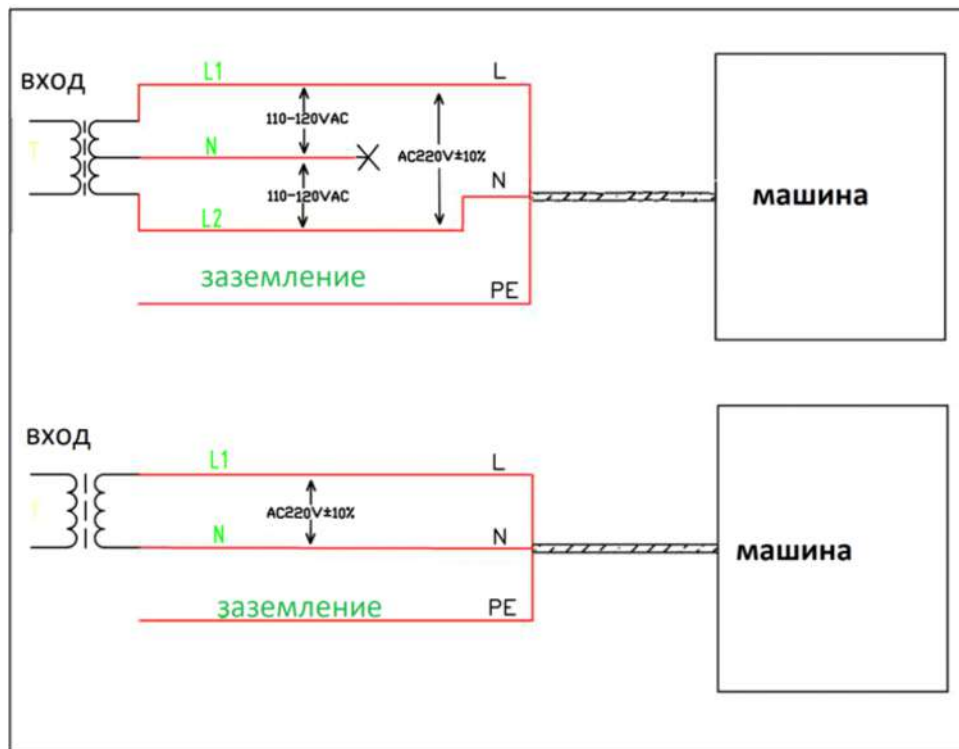 вход
L1
L
110-120VAC
N
AC220V±10%
N
110-120VAC
L2
заземление
PE
машина
вход
L1
L
AC220V±10%
N
N
заземление
PE
машина
T
T